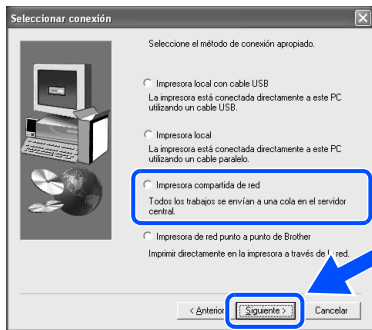 Seleccionar conexión
Seleccione el método de conexión apropiado.
Impresora local con cable USB
La impresora está conectada directamente a este PC
utilizando un cable USB.
Impresora local
La impresora está conectada directamente a este PC
utilizando un cable paralelo.
Impresora compartida de red
Todos los trabajos se envían a una cola en el servidor
central.
Impresora de red punto a punto de Brother
Imprimir directamente en la impresora a través de la red.
< Anterior Siguiente > Cancelar